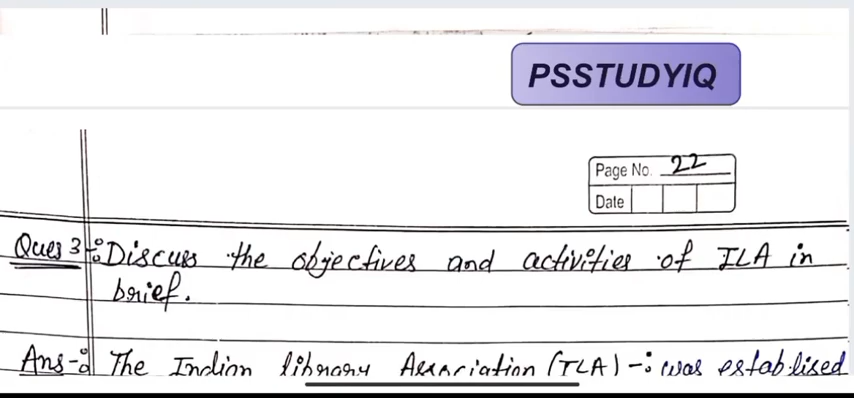 PSSTUDYIQ
Page No. 22
Date
Ques 3 :- Discuss the objectives and activities of ILA in
brief.
Ans -: The Indian library Association (ILA) -: was establised